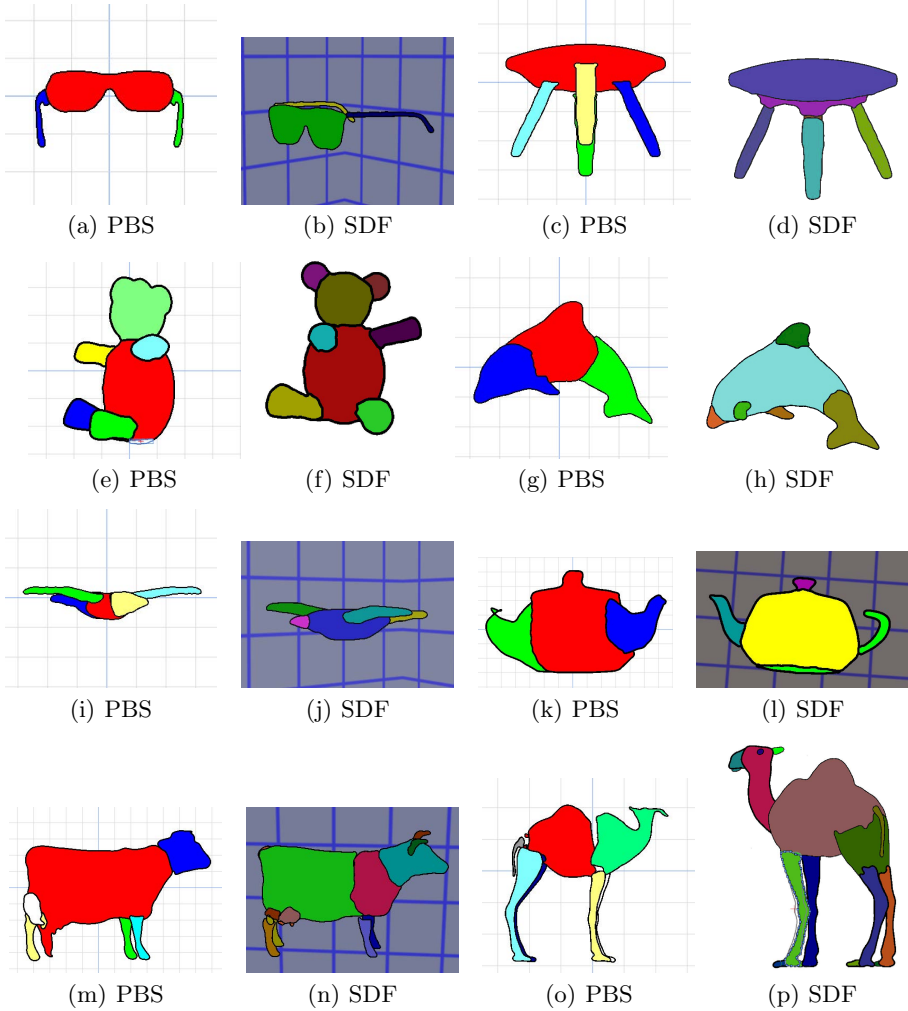 (a) PBS
(b) SDF
(c) PBS
(d) SDF
(e) PBS
(f) SDF
(g) PBS
(h) SDF
(i) PBS
(j) SDF
(k) PBS
(l) SDF
(m) PBS
(n) SDF
(o) PBS
(p) SDF